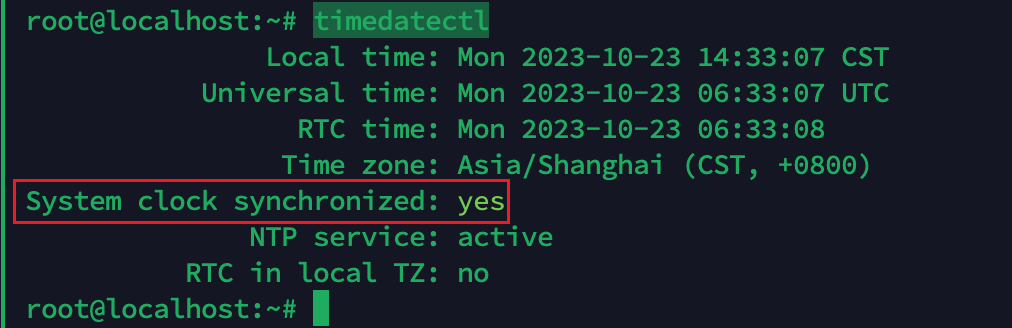 root@localhost:~# timedatectl
Local time: Mon 2023-10-23 14:33:07 CST
Universal time: Mon 2023-10-23 06:33:07 UTC
RTC time: Mon 2023-10-23 06:33:08
Time zone: Asia/Shanghai (CST, +0800)
System clock synchronized: yes
NTP service: active
RTC in local TZ: no
root@localhost:~#